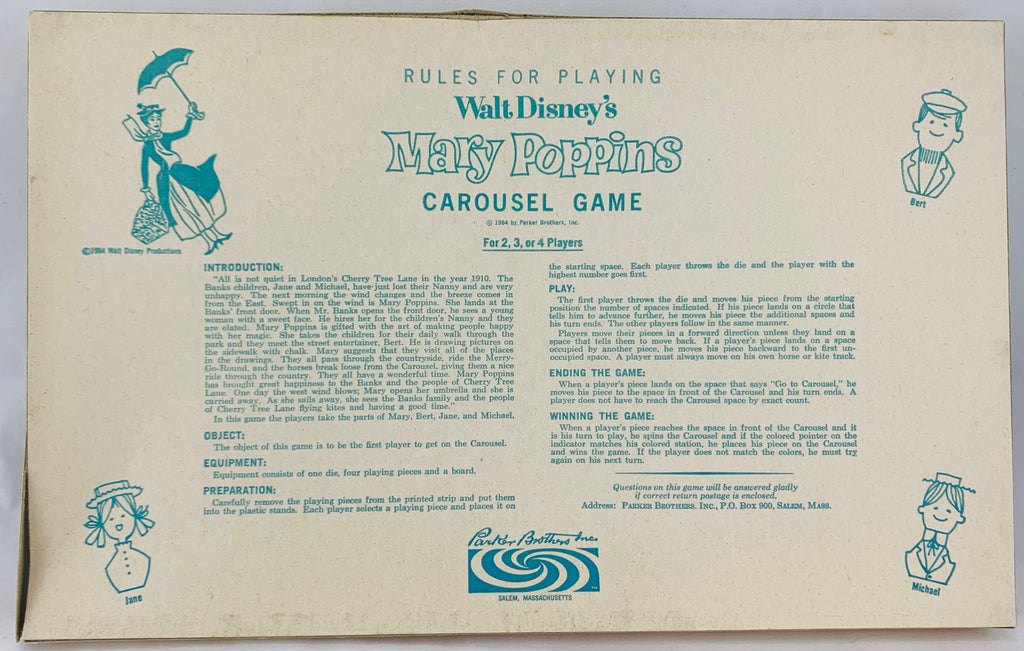 RULES FOR PLAYING
Walt Disney's
Mary Poppins
CAROUSEL GAME
© 1964 by Parker Brothers, Inc.
For 2, 3, or 4 Players
©1964 Walt Disney Productions
Bert
INTRODUCTION:
"All is not quiet in London's Cherry Tree Lane in the year 1910. The
Banks children, Jane and Michael, have just lost their Nanny and are very
unhappy. The next morning the wind changes and the breeze comes in
from the East. Swept in on the wind is Mary Poppins. She lands at the
Banks' front door. When Mr. Banks opens the front door, he sees a young
woman with a sweet face. He hires her for the children's Nanny and they
are elated. Mary Poppins is gifted with the art of making people happy
with her magic. She takes the children for their daily walk through the
park and they meet the street entertainer, Bert. He is drawing pictures on
the sidewalk with chalk. Mary suggests that they visit all of the places
in the drawings. They all pass through the countryside, ride the Merry-
Go-Round, and the horses break loose from the Carousel, giving them a nice
ride through the country. They all have a wonderful time. Mary Poppins
has brought great happiness to the Banks and the people of Cherry Tree
Lane. One day the west wind blows; Mary opens her umbrella and she is
carried away. As she sails away, she sees the Banks family and the people
of Cherry Tree Lane flying kites and having a good time."
In this game the players take the parts of Mary, Bert, Jane, and Michael.
OBJECT:
The object of this game is to be the first player to get on the Carousel.
EQUIPMENT:
Equipment consists of one die, four playing pieces and a board.
PREPARATION:
Carefully remove the playing pieces from the printed strip and put them
into the plastic stands. Each player selects a playing piece and places it on
the starting space. Each player throws the die and the player with the
highest number goes first.
PLAY:
The first player throws the die and moves his piece from the starting
position the number of spaces indicated. If his piece lands on a circle that
tells him to advance further, he moves his piece the additional spaces and
his turn ends. The other players follow in the same manner.
Players move their pieces in a forward direction unless they land on a
space that tells them to move back. If a player's piece lands on a space
occupied by another piece, he moves his piece backward to the first un-
occupied space. A player must always move on his own horse or kite track.
ENDING THE GAME:
When a player's piece lands on the space that says "Go to Carousel," he
moves his piece to the space in front of the Carousel and his turn ends. A
player does not have to reach the Carousel space by exact count.
WINNING THE GAME:
When a player's piece reaches the space in front of the Carousel and it
is his turn to play, he spins the Carousel and if the colored pointer on the
indicator matches his colored station, he places his piece on the Carousel
and wins the game. If the player does not match the colors, he must try
again on his next turn.
Questions on this game will be answered gladly
if correct return postage is enclosed.
Address: PARKER BROTHERS, INC., P.O. BOX 900, SALEM, MASS.
Jane
Parker Brothers Inc.
SALEM, MASSACHUSETTS
Michael